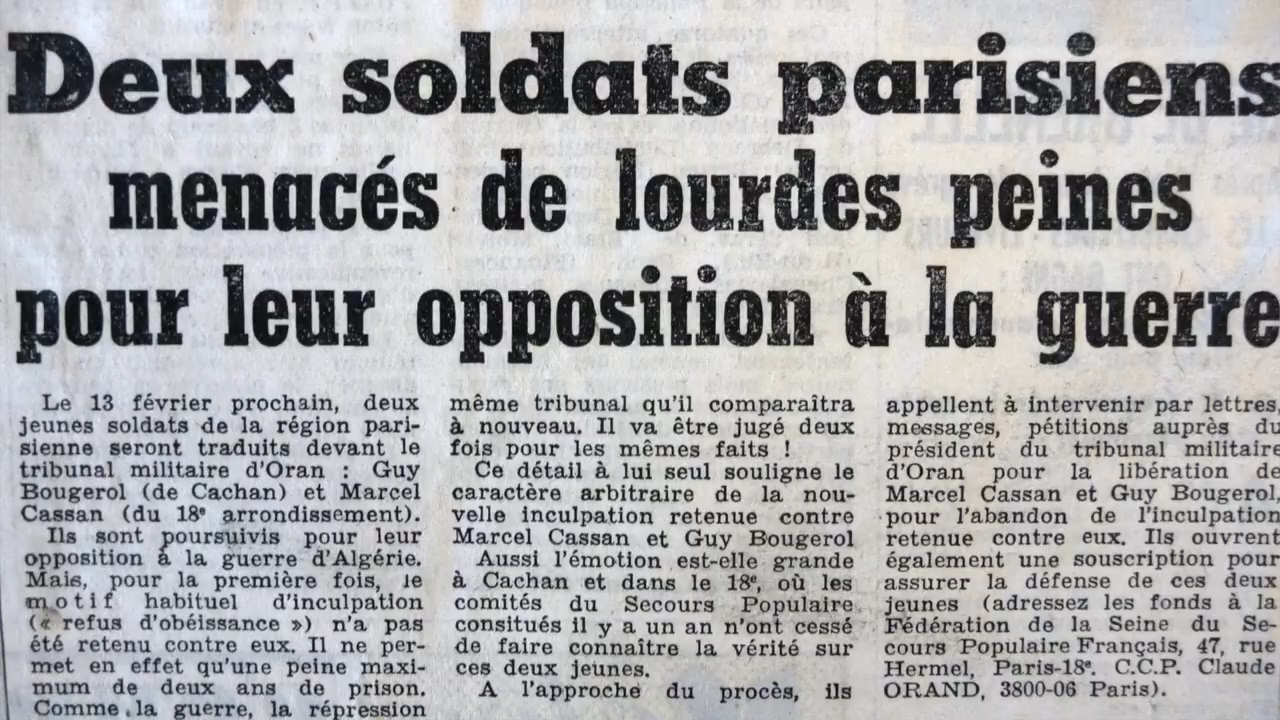 Deux soldats parisiens
menacés de lourdes peines
pour leur opposition à la guerre
Le 13 février prochain, deux
jeunes soldats de la région pari-
sienne seront traduits devant le
tribunal militaire d'Oran : Guy
Bougerol (de Cachan) et Marcel
Cassan (du 18e arrondissement).
Ils sont poursuivis pour leur
opposition à la guerre d'Algérie.
Mais, pour la première fois, le
motif habituel d'inculpation
(« refus d'obéissance ») n'a pas
été retenu contre eux. Il ne per-
met en effet qu'une peine maxi-
mum de deux ans de prison.
Comme la guerre, la répression
même tribunal qu'il comparaîtra
à nouveau. Il va être jugé deux
fois pour les mêmes faits !
Ce détail à lui seul souligne le
caractère arbitraire de la nou-
velle inculpation retenue contre
Marcel Cassan et Guy Bougerol
Aussi l'émotion est-elle grande
à Cachan et dans le 18e, où les
comités du Secours Populaire
consitués il y a un an n'ont cessé
de faire connaître la vérité sur
ces deux jeunes.
A l'approche du procès, ils
appellent à intervenir par lettres,
messages, pétitions auprès du
président du tribunal militaire
d'Oran pour la libération de
Marcel Cassan et Guy Bougerol,
pour l'abandon de l'inculpation
retenue contre eux. Ils ouvrent
également une souscription pour
assurer la défense de ces deux
jeunes (adressez les fonds à la
Fédération de la Seine du Se-
cours Populaire Français, 47, rue
Hermel, Paris-18e. C.C.P. Claude
ORAND, 3800-06 Paris).